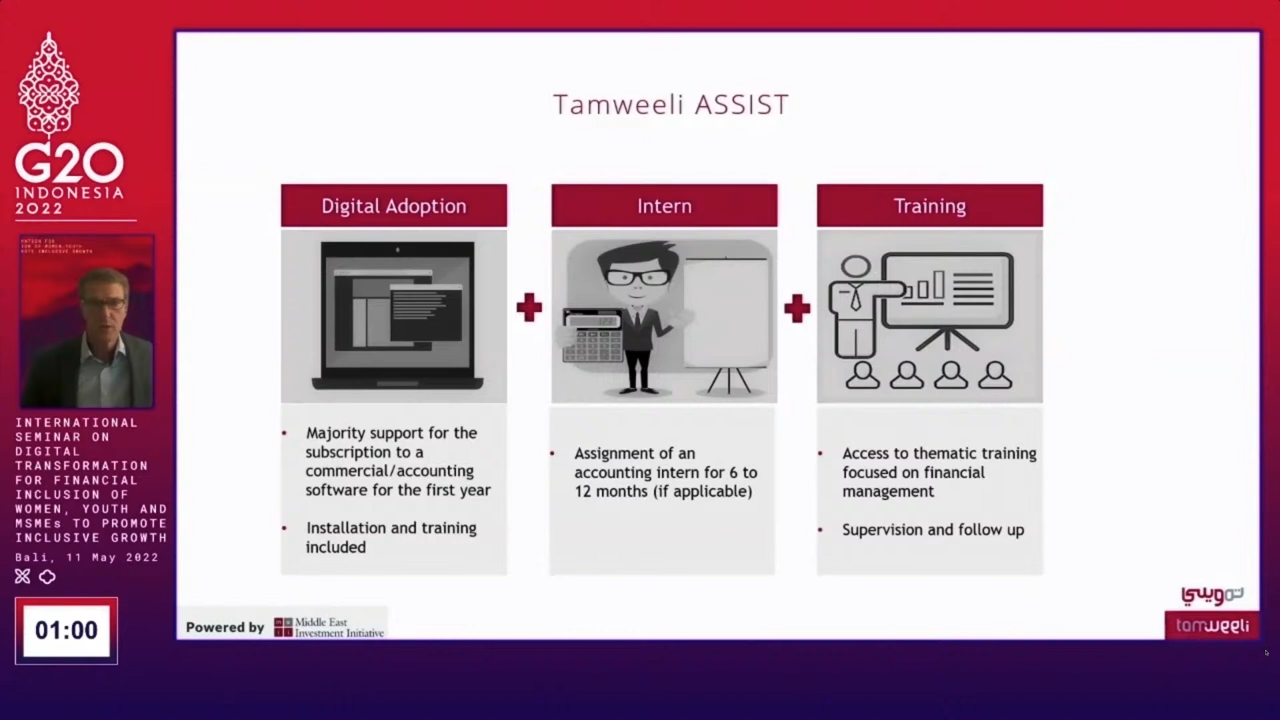 G20
INDONESIA
2022
INTERNATIONAL
SEMINAR ON
DIGITAL
TRANSFORMATION
FOR FINANCIAL
INCLUSION OF
WOMEN, YOUTH AND
MSMEs TO PROMOTE
INCLUSIVE GROWTH
Bali, 11 May 2022
01:00
Tamweeli ASSIST
Digital Adoption
Intern
Training
• Majority support for the
subscription to a
commercial/accounting
software for the first year
• Installation and training
included
• Assignment of an
accounting intern for 6 to
12 months (if applicable)
• Access to thematic training
focused on financial
management
• Supervision and follow up
Powered by
Middle East
Investment Initiative
تمويلي
tamweeli